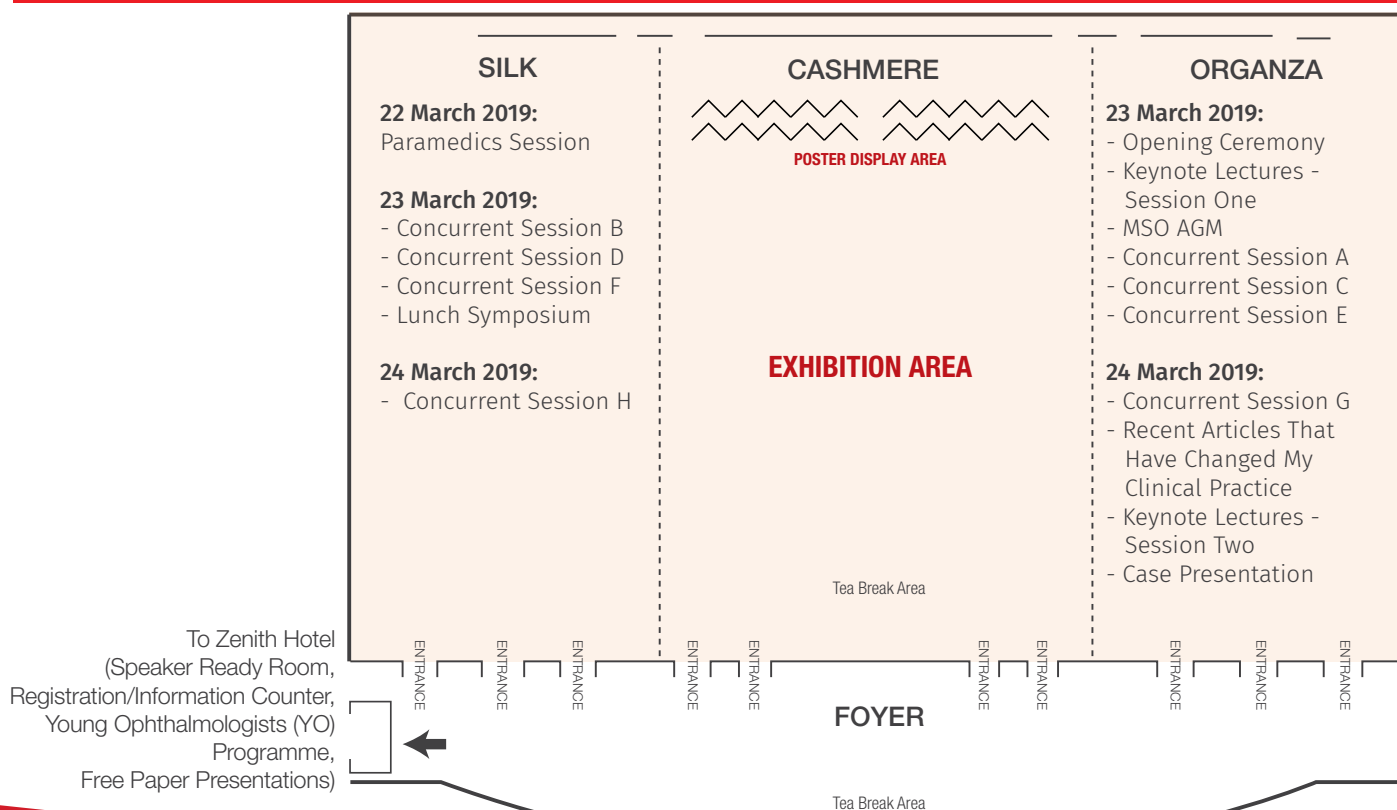 SILK
22 March 2019:
Paramedics Session
23 March 2019:
- Concurrent Session B
- Concurrent Session D
- Concurrent Session F
- Lunch Symposium
24 March 2019:
- Concurrent Session H
CASHMERE
POSTER DISPLAY AREA
EXHIBITION AREA
Tea Break Area
ORGANZA
23 March 2019:
- Opening Ceremony
- Keynote Lectures -
Session One
- MSO AGM
- Concurrent Session A
- Concurrent Session C
- Concurrent Session E
24 March 2019:
- Concurrent Session G
- Recent Articles That
Have Changed My
Clinical Practice
- Keynote Lectures -
Session Two
- Case Presentation
ENTRANCE
ENTRANCE
ENTRANCE
ENTRANCE
ENTRANCE
ENTRANCE
ENTRANCE
ENTRANCE
ENTRANCE
ENTRANCE
To Zenith Hotel
(Speaker Ready Room,
Registration/Information Counter,
Young Ophthalmologists (YO)
Programme,
Free Paper Presentations)
FOYER
Tea Break Area